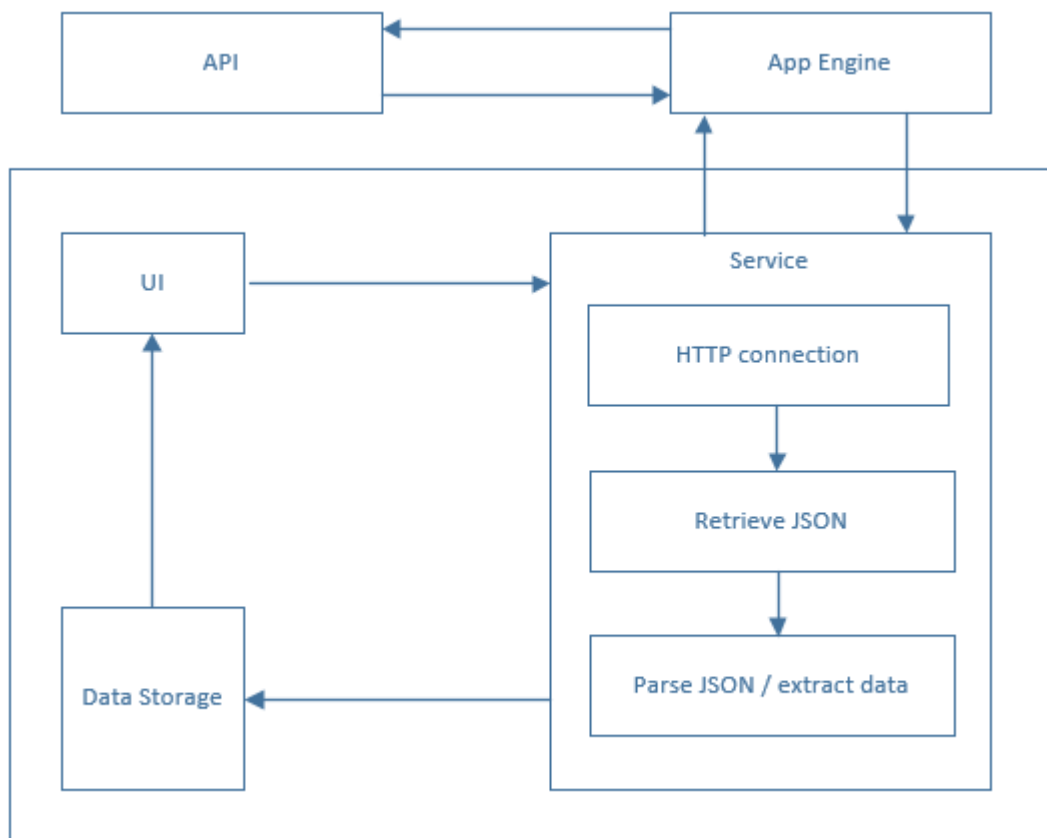 API
App Engine
UI
Service
HTTP connection
Retrieve JSON
Parse JSON / extract data
Data Storage